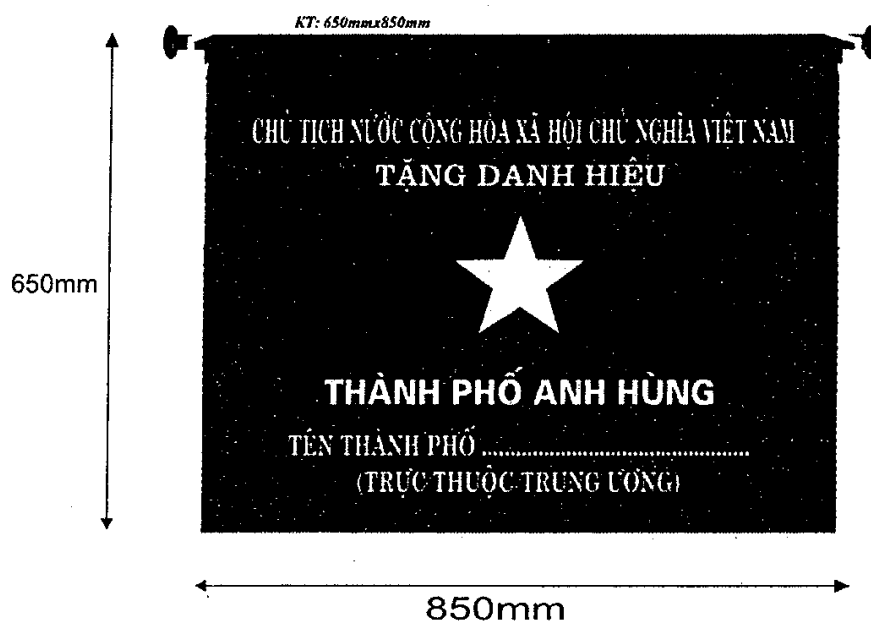 KT: 650mmx850mm
CHỦ TỊCH NƯỚC CỘNG HÒA XÃ HỘI CHỦ NGHĨA VIỆT NAM
TẶNG DANH HIỆU
650mm
THÀNH PHỐ ANH HÙNG
TÊN THÀNH PHỐ ........................................
(TRỰC THUỘC TRUNG ƯƠNG)
850mm